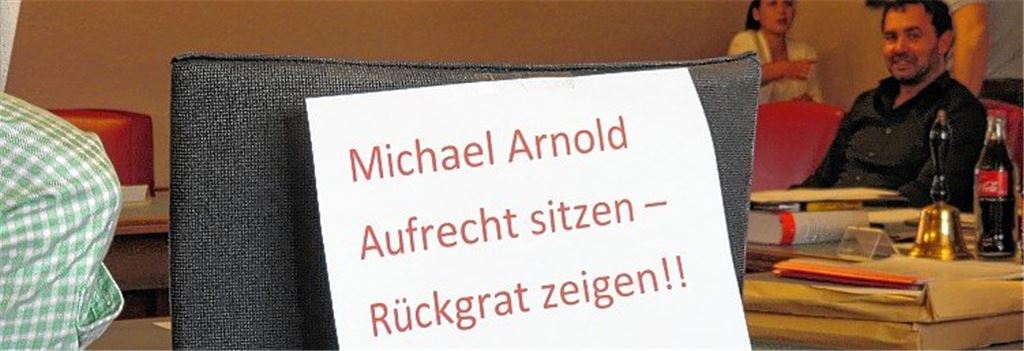 Michael Arnold
Aufrecht sitzen –
Rückgrat zeigen!!